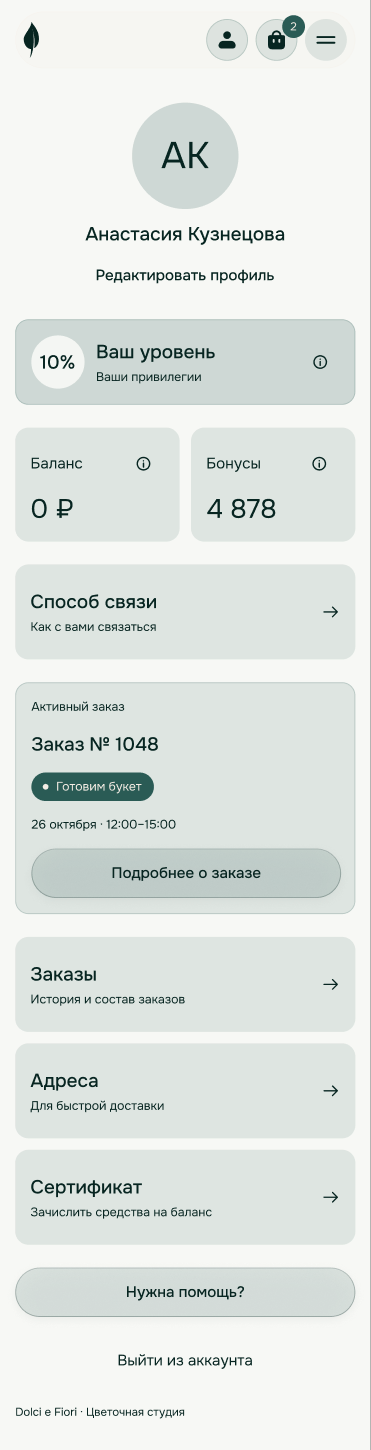 2
АК
Анастасия Кузнецова
Редактировать профиль
10%
Ваш уровень
Ваши привилегии
Баланс
0 ₽
Бонусы
4 878
Способ связи
Как с вами связаться
Активный заказ
Заказ № 1048
Готовим букет
26 октября · 12:00–15:00
Подробнее о заказе
Заказы
История и состав заказов
Адреса
Для быстрой доставки
Сертификат
Зачислить средства на баланс
Нужна помощь?
Выйти из аккаунта
Dolci e Fiori · Цветочная студия